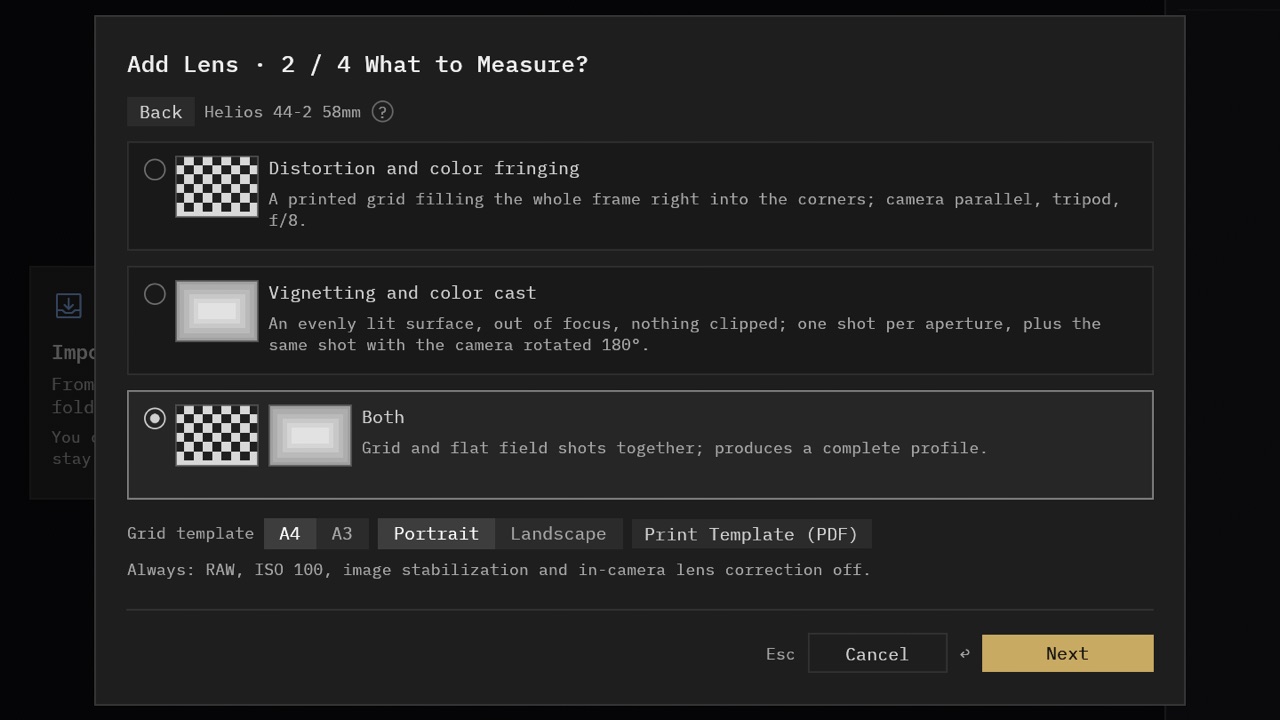 Add Lens · 2 / 4 What to Measure?
Back Helios 44-2 58mm ?
Distortion and color fringing
A printed grid filling the whole frame right into the corners; camera parallel, tripod,
f/8.
Vignetting and color cast
An evenly lit surface, out of focus, nothing clipped; one shot per aperture, plus the
same shot with the camera rotated 180°.
Both
Grid and flat field shots together; produces a complete profile.
Grid template A4 A3 Portrait Landscape Print Template (PDF)
Always: RAW, ISO 100, image stabilization and in-camera lens correction off.
Esc Cancel ↩ Next
From
fold
You
stay